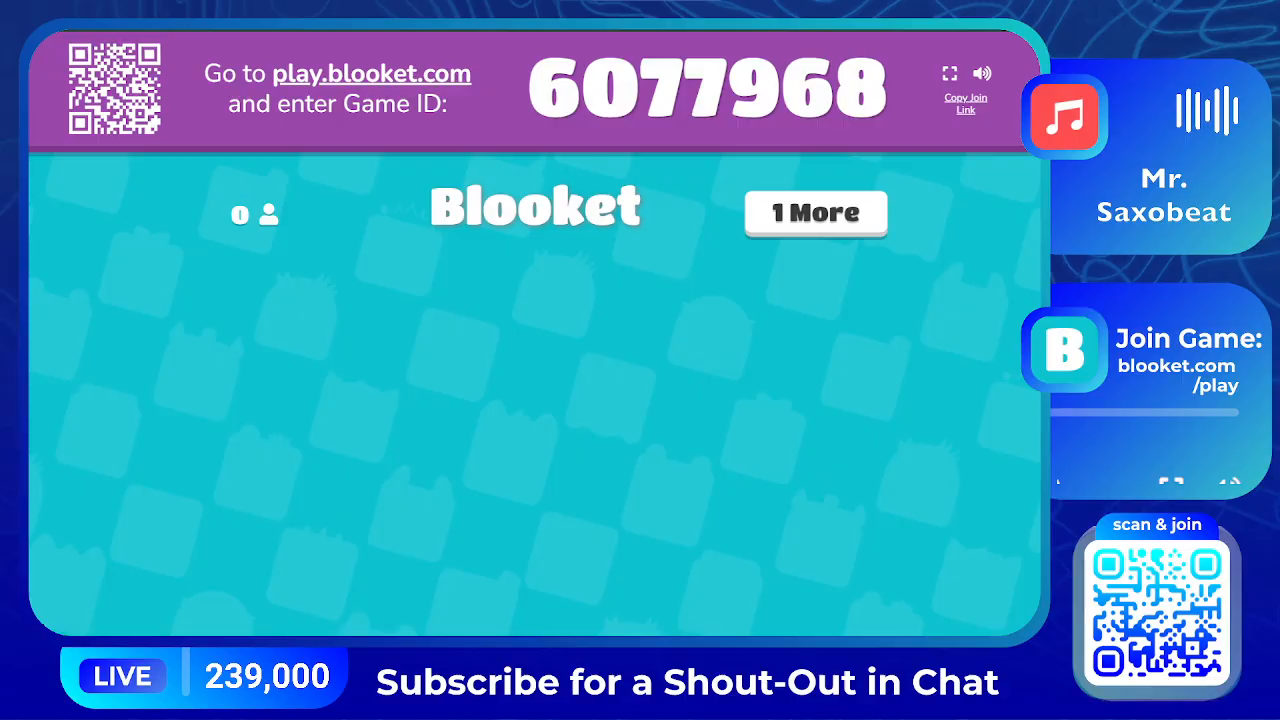 Go to play.blooket.com
and enter Game ID:
6077968
Copy Join
Link
0
Blooket
1 More
Mr.
Saxobeat
B
Join Game:
blooket.com
/play
scan & join
LIVE
239,000
Subscribe for a Shout-Out in Chat